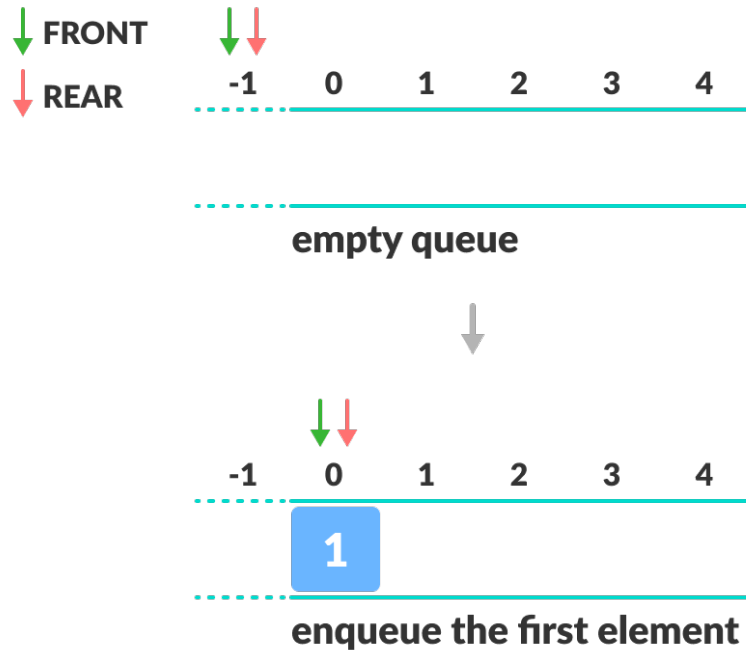 FRONT
REAR
-1 0 1 2 3 4
empty queue
-1 0 1 2 3 4
1
enqueue the first element